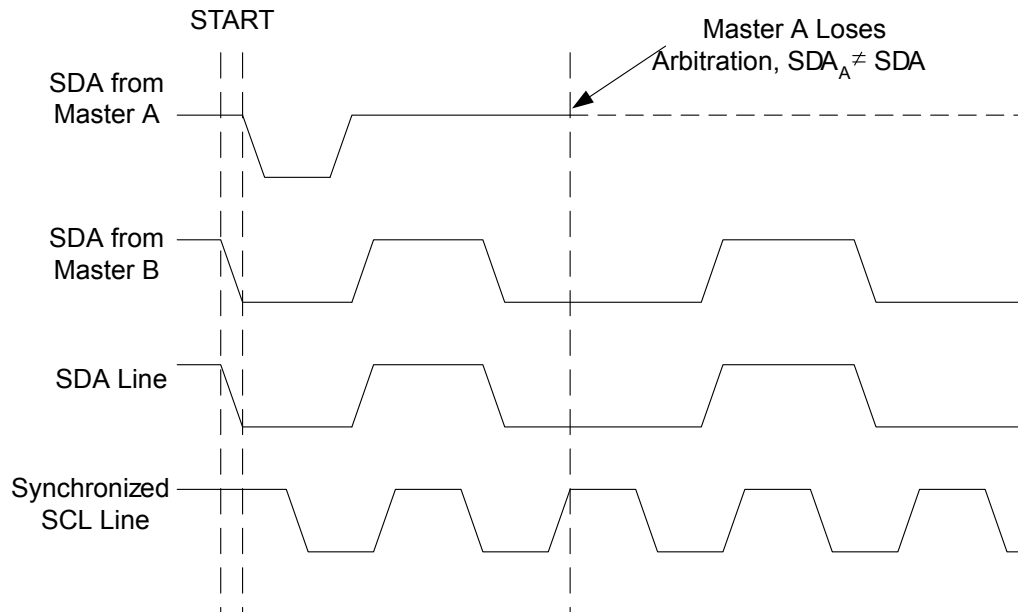 START
Master A Loses
Arbitration, SDA_A ≠ SDA
SDA from
Master A
SDA from
Master B
SDA Line
Synchronized
SCL Line